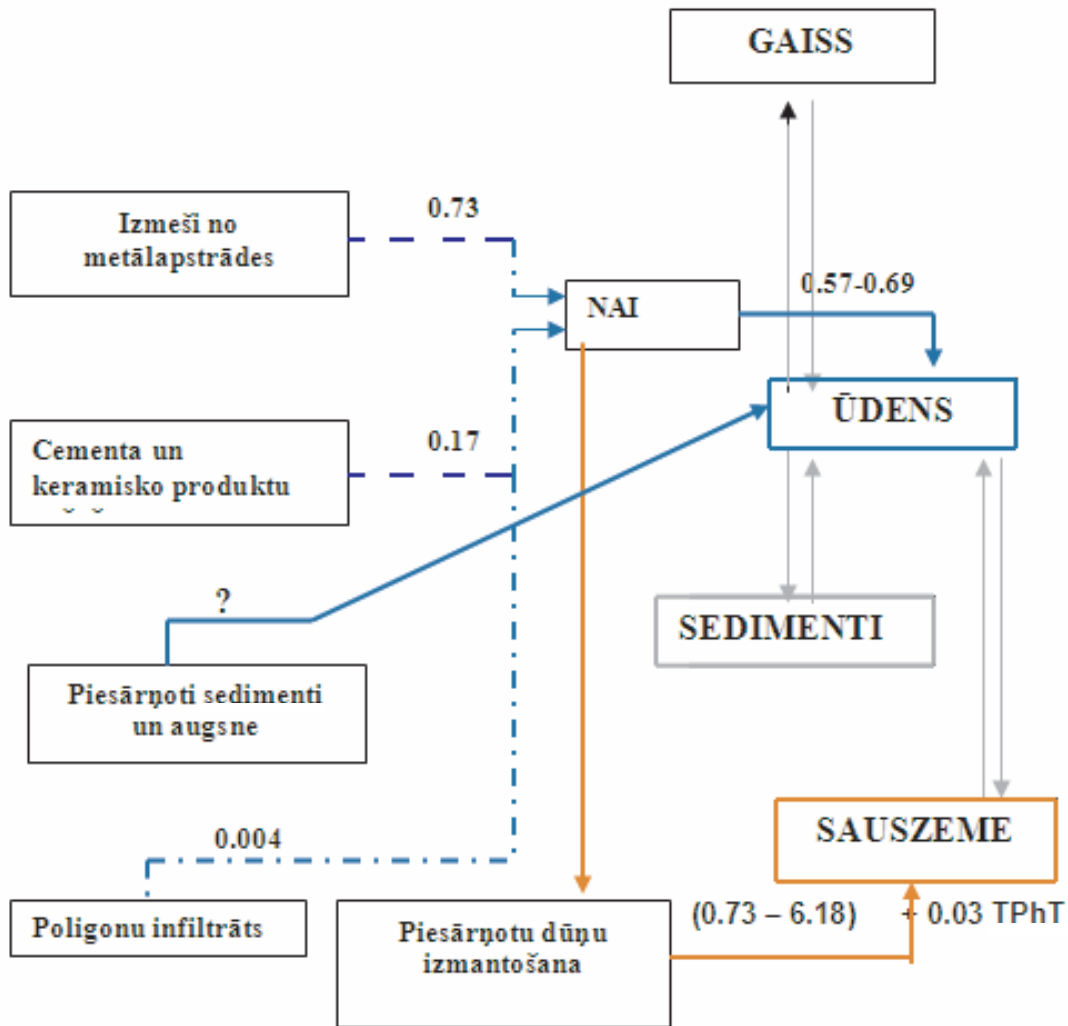 GAISS
Izmeši no
metālapstrādes
0.73
0.57-0.69
NAI
ŪDENS
Cementa un
keramisko produktu
0.17
?
SEDIMENTI
Piesārņoti sedimenti
un augsne
SAUSZEME
0.004
Poligonu infiltrāts
Piesārņotu dūņu
izmantošana
(0.73 – 6.18) + 0.03 TPhT